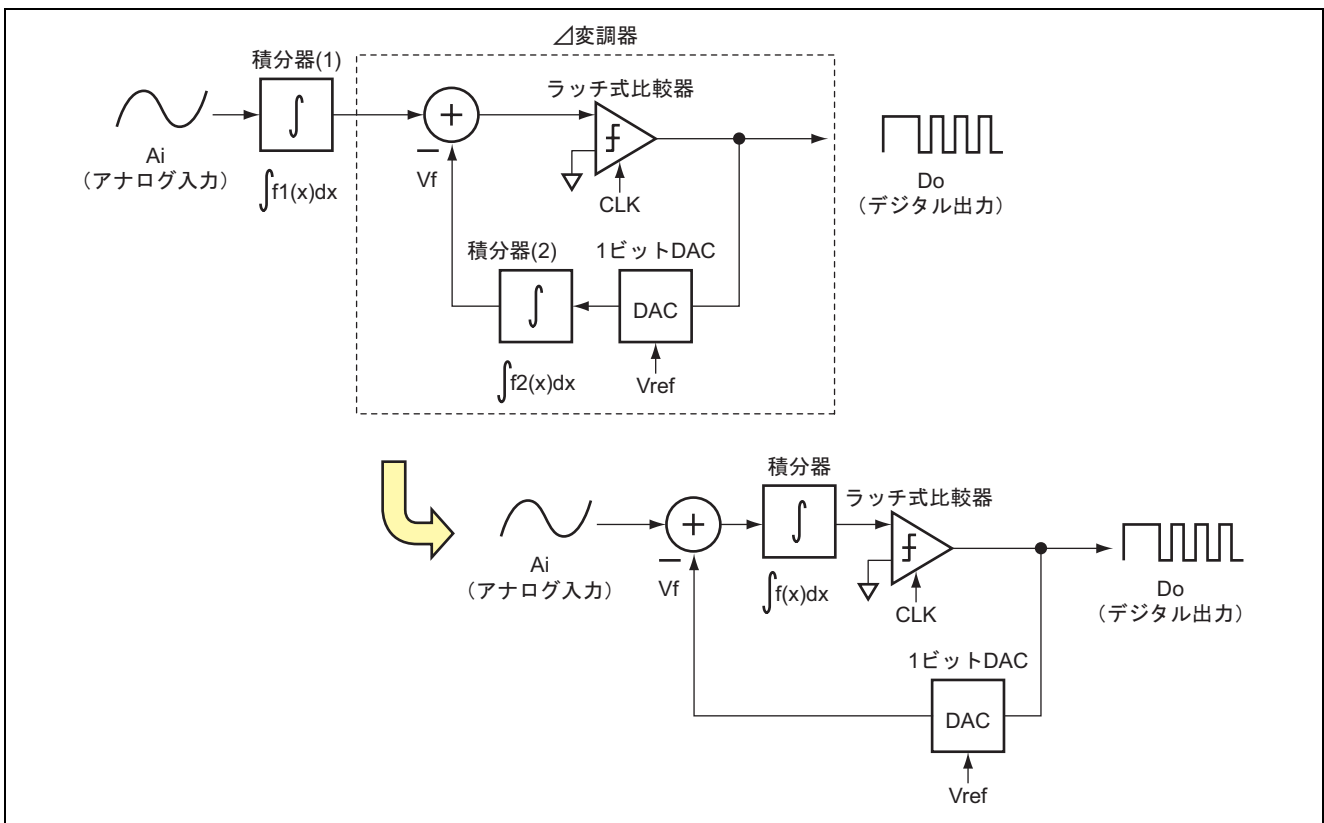 ⊿変調器
積分器(1)
ラッチ式比較器
Ai
(アナログ入力)
∫f1(x)dx
+
−
Vf
CLK
Do
(デジタル出力)
積分器(2)
1ビットDAC
∫
DAC
∫f2(x)dx
Vref
積分器
ラッチ式比較器
Ai
(アナログ入力)
+
−
Vf
∫
∫f(x)dx
CLK
Do
(デジタル出力)
1ビットDAC
DAC
Vref